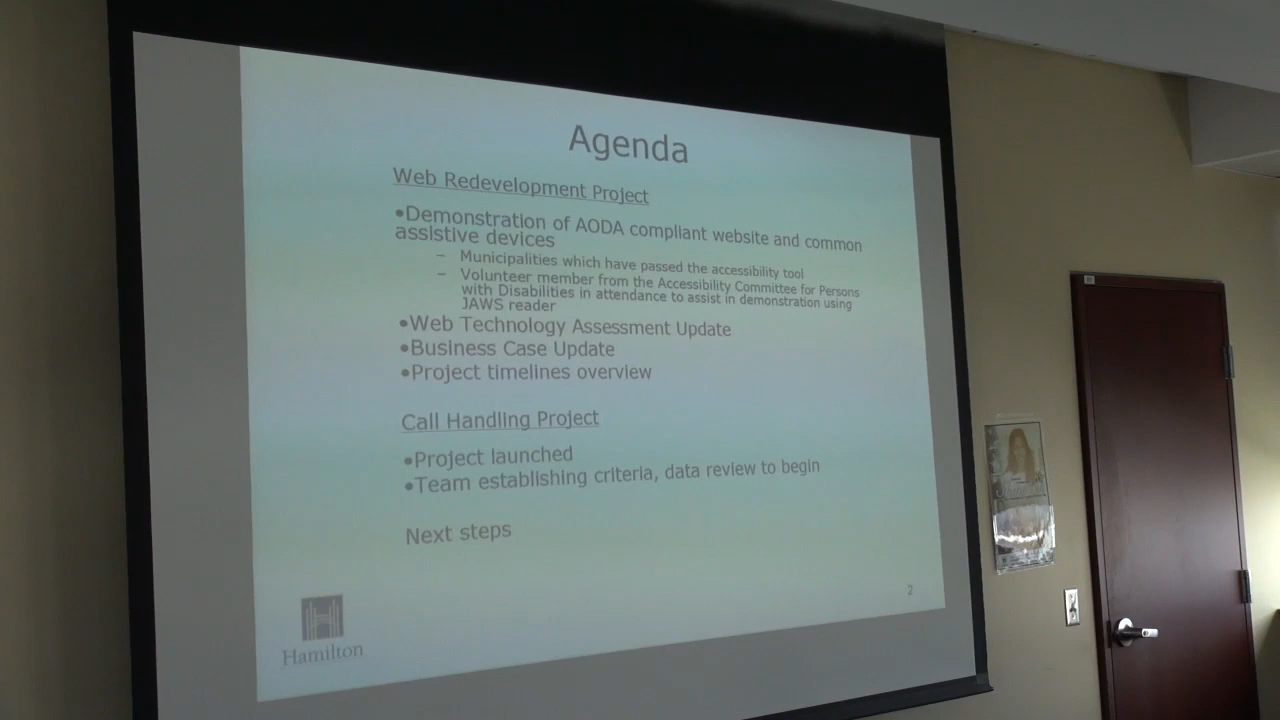 Agenda
Web Redevelopment Project
•Demonstration of AODA compliant website and common
assistive devices
– Municipalities which have passed the accessibility tool
– Volunteer member from the Accessibility Committee for Persons
with Disabilities in attendance to assist in demonstration using
JAWS reader
•Web Technology Assessment Update
•Business Case Update
•Project timelines overview
Call Handling Project
•Project launched
•Team establishing criteria, data review to begin
Next steps
2
Hamilton